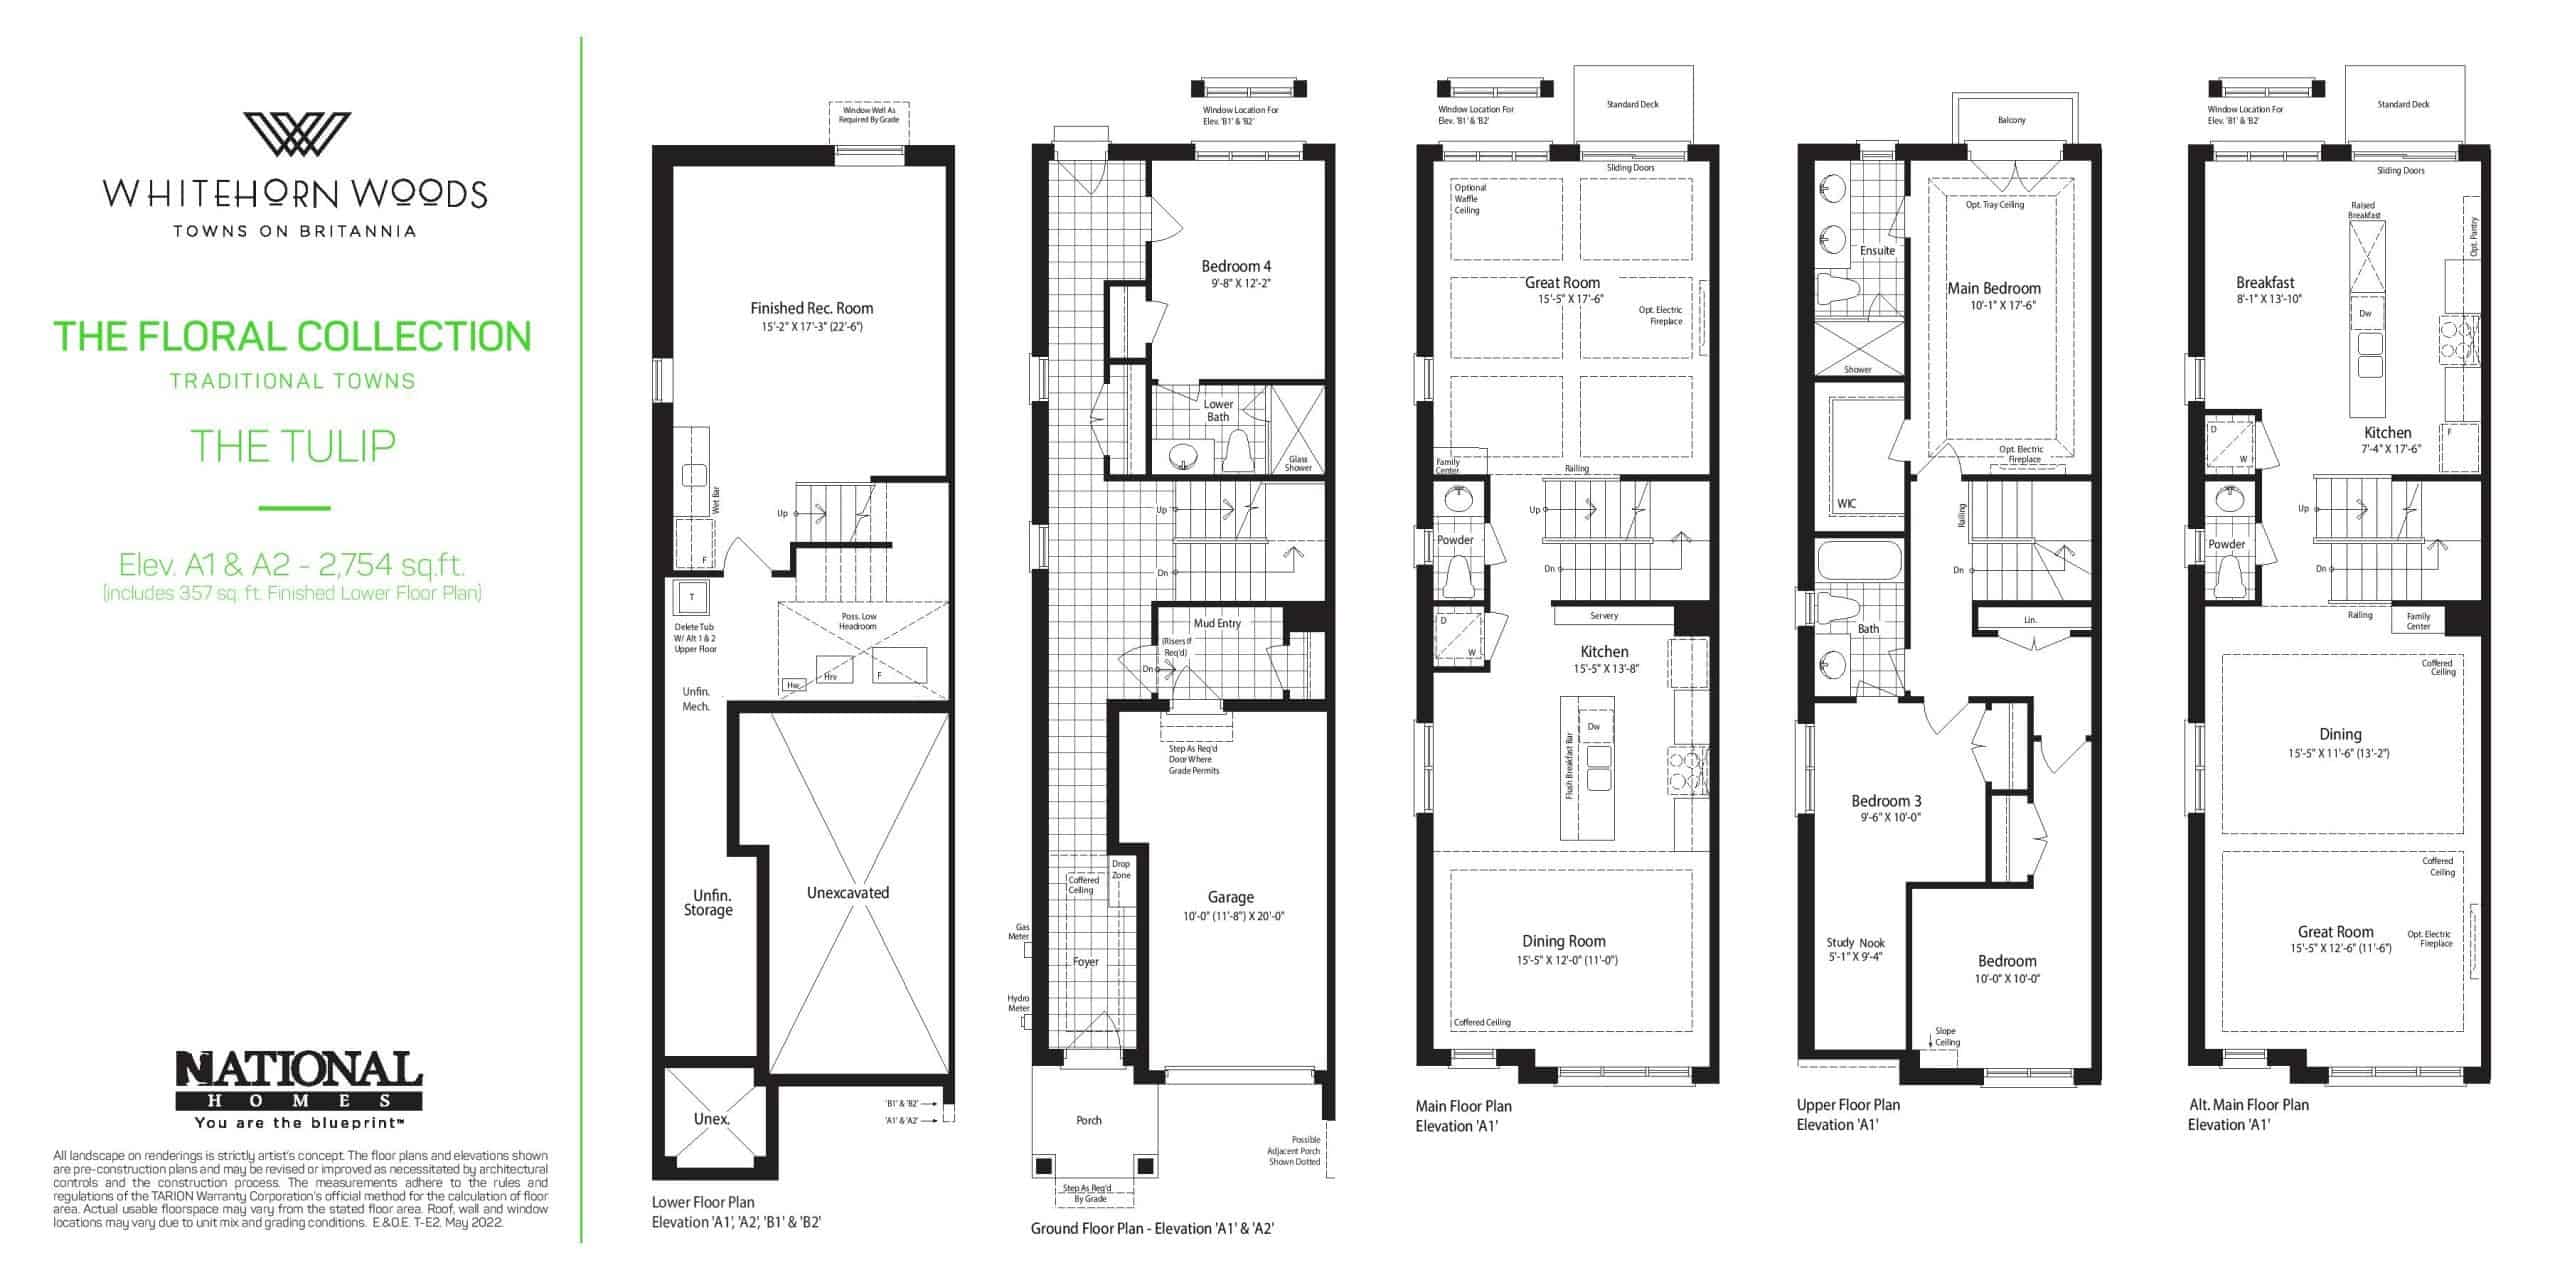 WHITEHORN WOODS
TOWNS ON BRITANNIA
THE FLORAL COLLECTION
TRADITIONAL TOWNS
THE TULIP
Elev. A1 & A2 - 2,754 sq.ft.
(includes 357 sq. ft. Finished Lower Floor Plan)
NATIONAL
HOMES
You are the blueprint™
All landscape on renderings is strictly artist's concept. The floor plans and elevations shown
are pre-construction plans and may be revised or improved as necessitated by architectural
controls and the construction process. The measurements adhere to the rules and
regulations of the TARION Warranty Corporation's official method for the calculation of floor
area. Actual usable floorspace may vary from the stated floor area. Roof, wall and window
locations may vary due to unit mix and grading conditions. E.&O.E. T-E2. May 2022.
Window Well As
Required By Grade
Finished Rec. Room
15'-2" X 17'-3" (22'-6")
Wet Bar
Up
F
T
Delete Tub
W/ Alt 1 & 2
Upper Floor
Poss. Low
Headroom
Hw.
Hrv
F
Unfin.
Mech.
Unfin.
Storage
Unexcavated
Unex.
'B1' & 'B2'
'A1' & 'A2'
Lower Floor Plan
Elevation 'A1', 'A2', 'B1' & 'B2'
Window Location For
Elev. 'B1' & 'B2'
Bedroom 4
9'-8" X 12'-2"
Lower
Bath
Glass
Shower
Up
Dn
Mud Entry
(Risers If
Req'd)
Dn
Step As Req'd
Door Where
Grade Permits
Drop
Zone
Coffered
Ceiling
Garage
10'-0" (11'-8") X 20'-0"
Gas
Meter
Foyer
Hydro
Meter
Porch
Possible
Adjacent Porch
Shown Dotted
Step As Req'd
By Grade
Ground Floor Plan - Elevation 'A1' & 'A2'
Window Location For
Elev. 'B1' & 'B2'
Standard Deck
Sliding Doors
Optional
Waffle
Ceiling
Great Room
15'-5" X 17'-6"
Opt. Electric
Fireplace
Family
Center
Railing
Up
Powder
Dn
D
W
Servery
Kitchen
15'-5" X 13'-8"
Dw
Flush Breakfast Bar
Dining Room
15'-5" X 12'-0" (11'-0")
Coffered Ceiling
Main Floor Plan
Elevation 'A1'
Balcony
Opt. Tray Ceiling
Ensuite
Main Bedroom
10'-1" X 17'-6"
Shower
Opt. Electric
Fireplace
WIC
Railing
Dn
Bath
Lin.
Bedroom 3
9'-6" X 10'-0"
Study Nook
5'-1" X 9'-4"
Bedroom
10'-0" X 10'-0"
Slope
Ceiling
Upper Floor Plan
Elevation 'A1'
Window Location For
Elev. 'B1' & 'B2'
Standard Deck
Sliding Doors
Raised
Breakfast
Opt. Pantry
Breakfast
8'-1" X 13'-10"
Dw
Kitchen
7'-4" X 17'-6"
F
D
W
Up
Powder
Dn
Railing
Family
Center
Coffered
Ceiling
Dining
15'-5" X 11'-6" (13'-2")
Coffered
Ceiling
Great Room
15'-5" X 12'-6" (11'-6")
Opt. Electric
Fireplace
Alt. Main Floor Plan
Elevation 'A1'